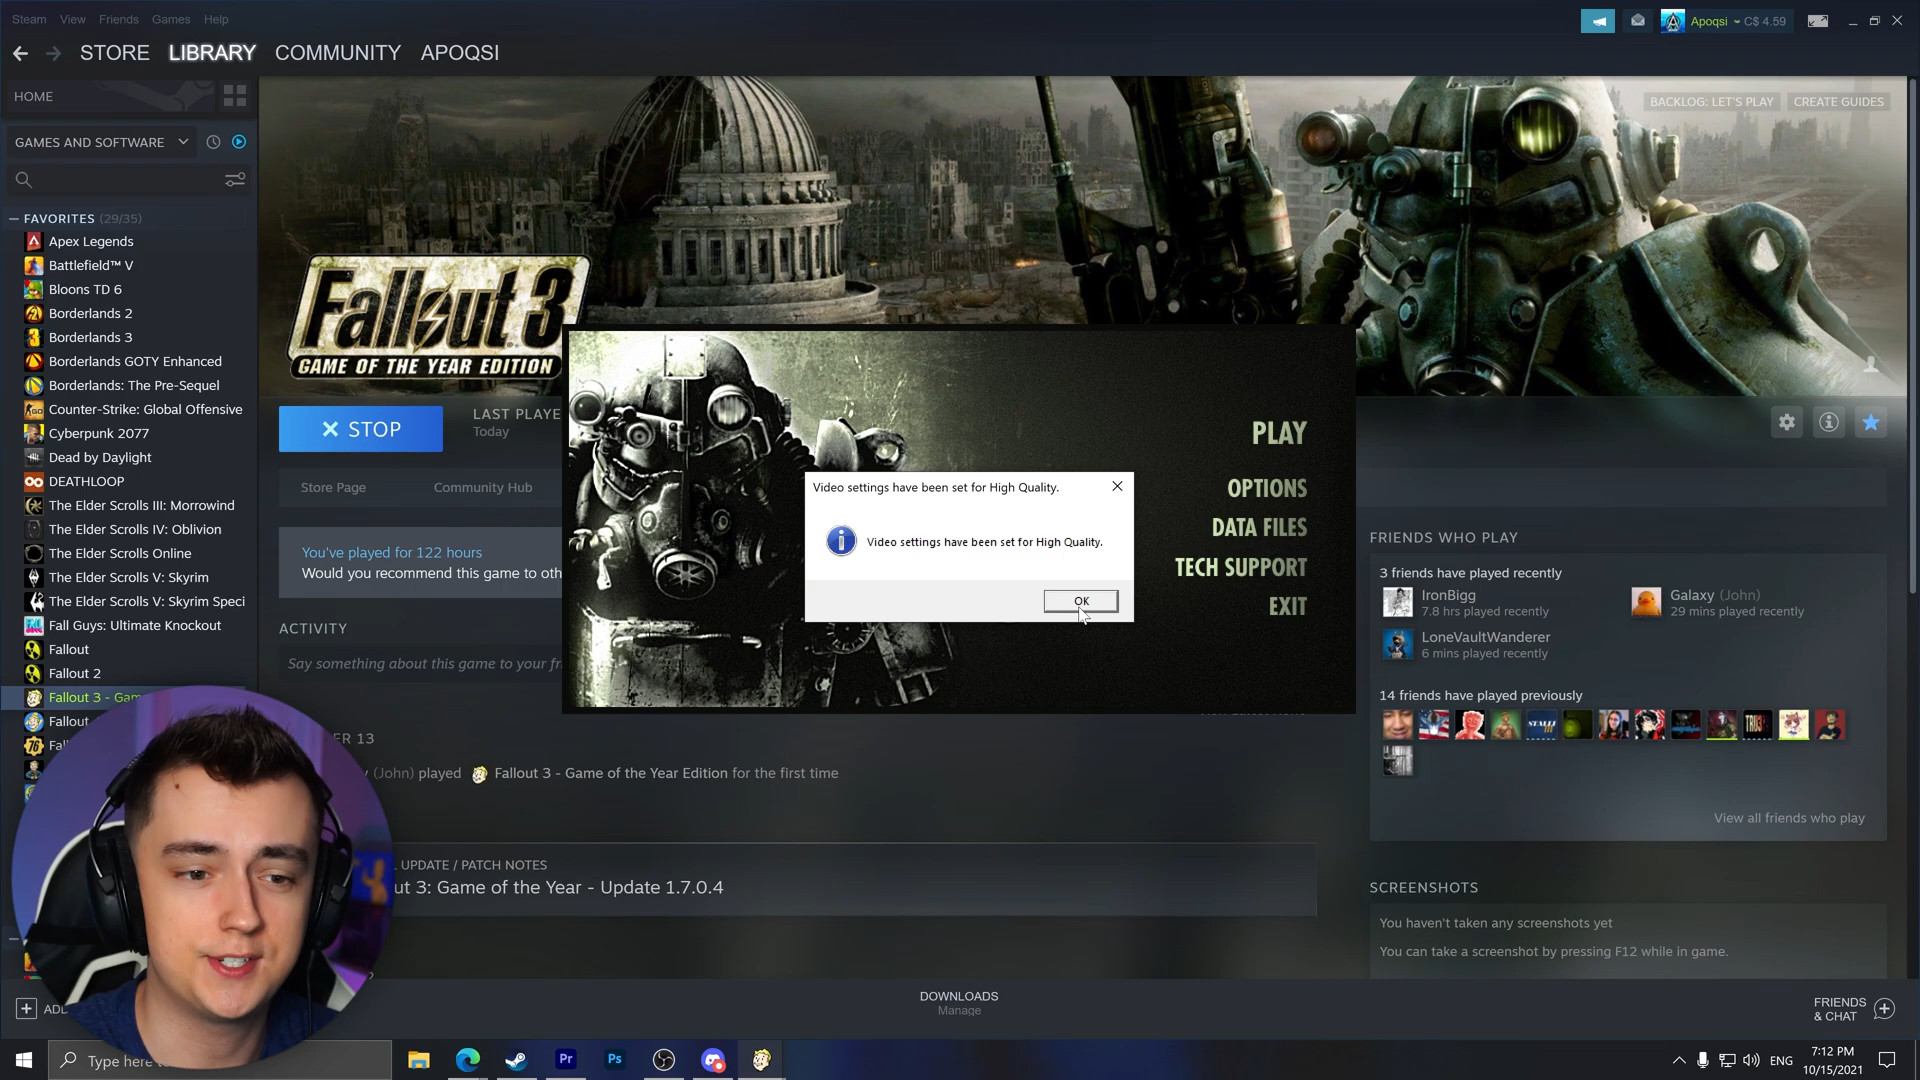 Steam View Friends Games Help
Apoqsi C$ 4.59
STORE LIBRARY COMMUNITY APOQSI
HOME
BACKLOG: LET'S PLAY CREATE GUIDES
GAMES AND SOFTWARE
FAVORITES (29/35)
Apex Legends
Battlefield™ V
Bloons TD 6
Borderlands 2
Borderlands 3
Borderlands GOTY Enhanced
Borderlands: The Pre-Sequel
Counter-Strike: Global Offensive
Cyberpunk 2077
Dead by Daylight
DEATHLOOP
The Elder Scrolls III: Morrowind
The Elder Scrolls IV: Oblivion
The Elder Scrolls Online
The Elder Scrolls V: Skyrim
The Elder Scrolls V: Skyrim Speci
Fall Guys: Ultimate Knockout
Fallout
Fallout 2
Fallout 3 - Gam
Fallout
Fal
ADD
Fallout 3
GAME OF THE YEAR EDITION
STOP
LAST PLAYE
Today
Store Page Community Hub
You've played for 122 hours
Would you recommend this game to oth
ACTIVITY
Say something about this game to your fr
PLAY
OPTIONS
DATA FILES
TECH SUPPORT
EXIT
Video settings have been set for High Quality.
Video settings have been set for High Quality.
OK
ER 13
(John) played Fallout 3 - Game of the Year Edition for the first time
UPDATE / PATCH NOTES
ut 3: Game of the Year - Update 1.7.0.4
FRIENDS WHO PLAY
3 friends have played recently
IronBigg
7.8 hrs played recently
Galaxy (John)
29 mins played recently
LoneVaultWanderer
6 mins played recently
14 friends have played previously
View all friends who play
SCREENSHOTS
You haven't taken any screenshots yet
You can take a screenshot by pressing F12 while in game.
DOWNLOADS
Manage
FRIENDS
& CHAT
Type here
Pr Ps
ENG
7:12 PM
10/15/2021